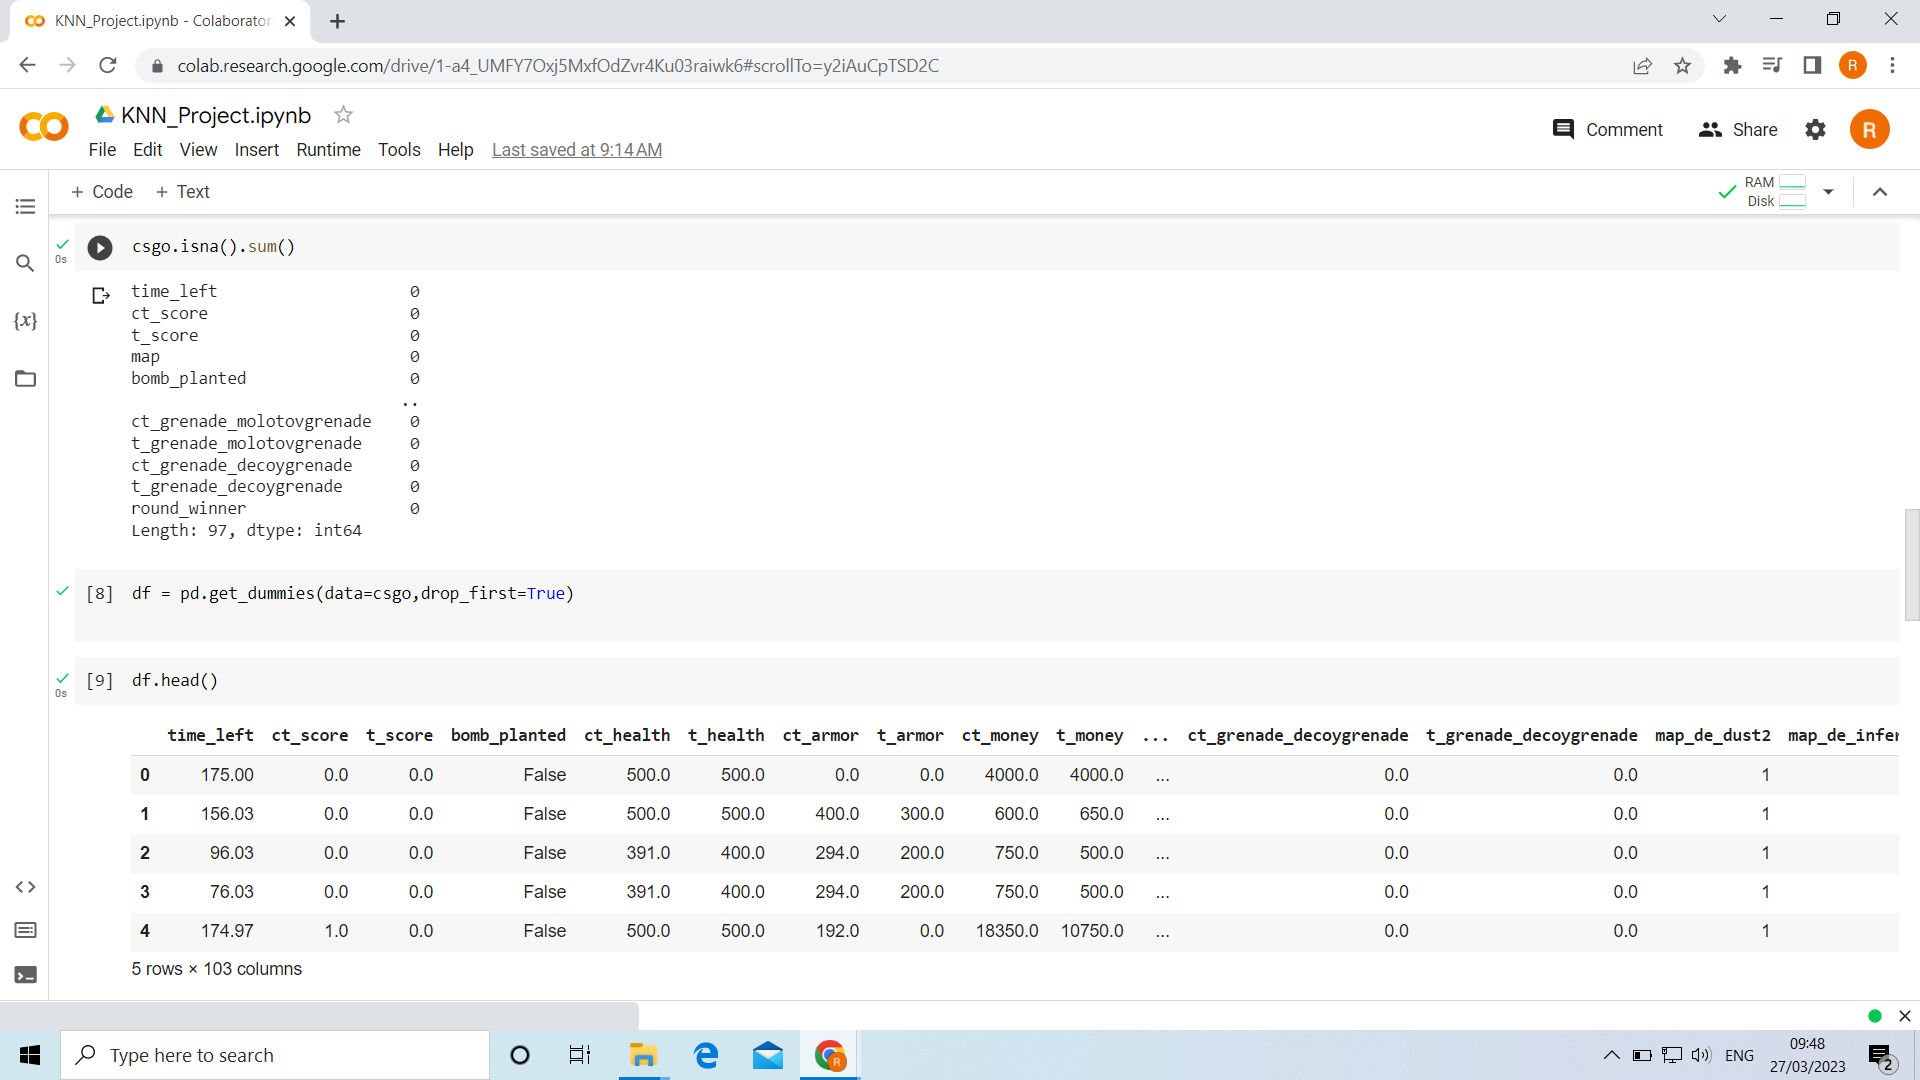 KNN_Project.ipynb - Colaborator
colab.research.google.com/drive/1-a4_UMFY7Oxj5MxfOdZvr4Ku03raiwk6#scrollTo=y2iAuCpTSD2C
R
KNN_Project.ipynb
Comment
Share
R
File Edit View Insert Runtime Tools Help Last saved at 9:14 AM
+ Code + Text
RAM
Disk
csgo.isna().sum()
0s
{x}
time_left 0
ct_score 0
t_score 0
map 0
bomb_planted 0
..
ct_grenade_molotovgrenade 0
t_grenade_molotovgrenade 0
ct_grenade_decoygrenade 0
t_grenade_decoygrenade 0
round_winner 0
Length: 97, dtype: int64
[8] df = pd.get_dummies(data=csgo,drop_first=True)
[9] df.head()
0s
time_left ct_score t_score bomb_planted ct_health t_health ct_armor t_armor ct_money t_money ... ct_grenade_decoygrenade t_grenade_decoygrenade map_de_dust2 map_de_infer
0 175.00 0.0 0.0 False 500.0 500.0 0.0 0.0 4000.0 4000.0 ... 0.0 0.0 1
1 156.03 0.0 0.0 False 500.0 500.0 400.0 300.0 600.0 650.0 ... 0.0 0.0 1
2 96.03 0.0 0.0 False 391.0 400.0 294.0 200.0 750.0 500.0 ... 0.0 0.0 1
3 76.03 0.0 0.0 False 391.0 400.0 294.0 200.0 750.0 500.0 ... 0.0 0.0 1
4 174.97 1.0 0.0 False 500.0 500.0 192.0 0.0 18350.0 10750.0 ... 0.0 0.0 1
5 rows × 103 columns
Type here to search
R
ENG
09:48
27/03/2023
2